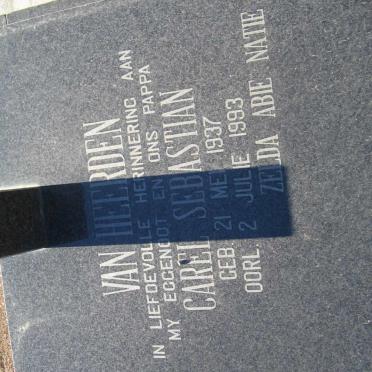 VAN HEERDEN
IN LIEFDEVOLLE HERINNERING AAN
MY EGGENOOT EN ONS PAPPA
CAREL SEBASTIAN
GEB. 21 MEI 1937
OORL. 2 JULIE 1993
ZELDA ABIE NATIE